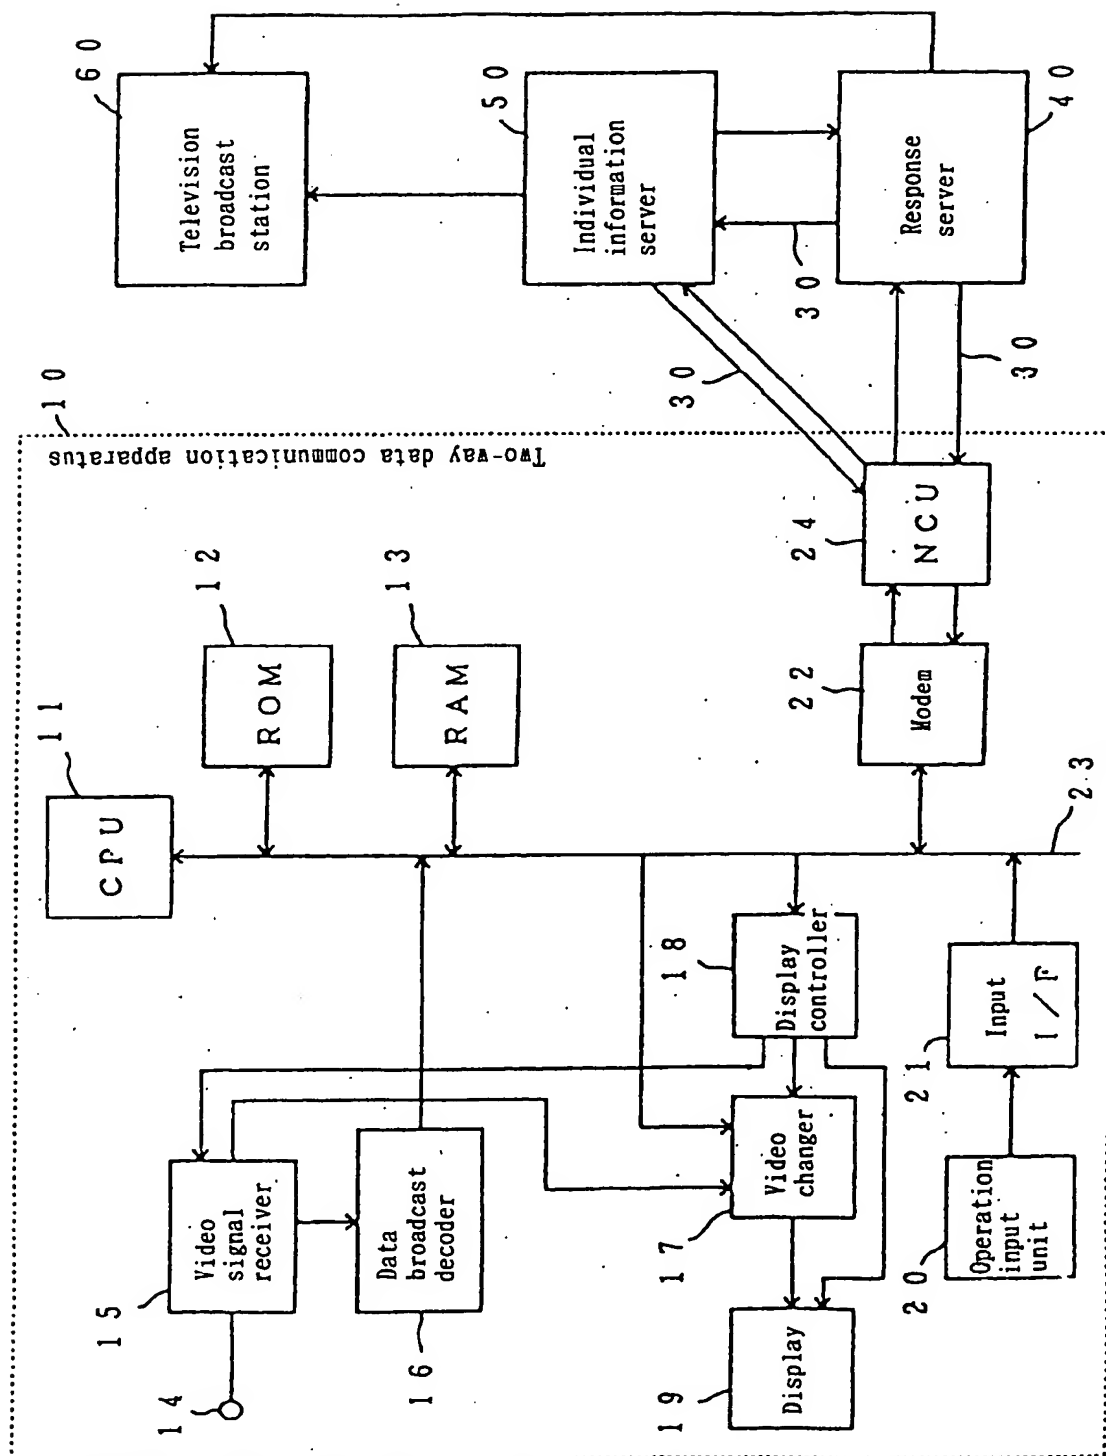 Two-way data communication apparatus
10
14
15
Video
signal
receiver
16
Data
broadcast
decoder
11
CPU
12
ROM
13
RAM
19
Display
17
Video
changer
18
Display
controller
20
Operation
input
unit
21
Input
I/F
23
22
Modem
24
NCU
30
30
30
60
Television
broadcast
station
50
Individual
information
server
40
Response
server